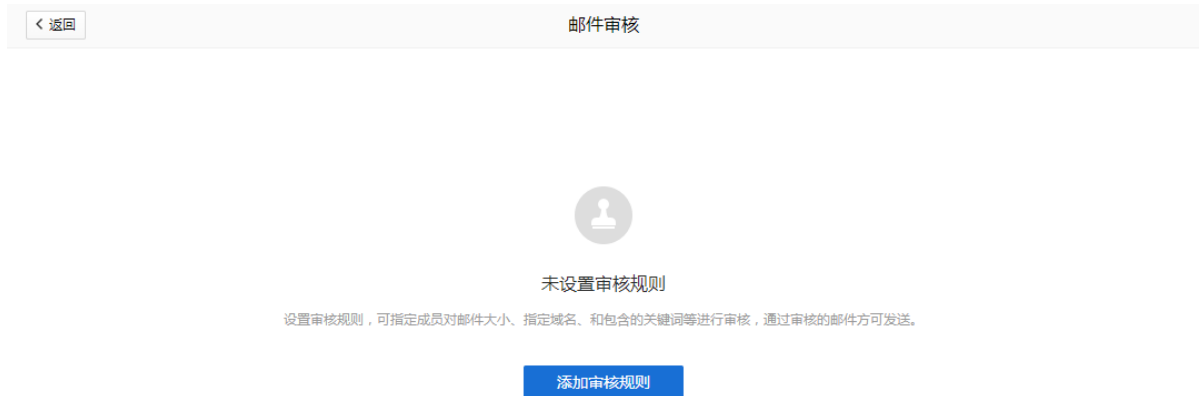 返回
邮件审核
未设置审核规则
设置审核规则，可指定成员对邮件大小、指定域名、和包含的关键词等进行审核，通过审核的邮件方可发送。
添加审核规则